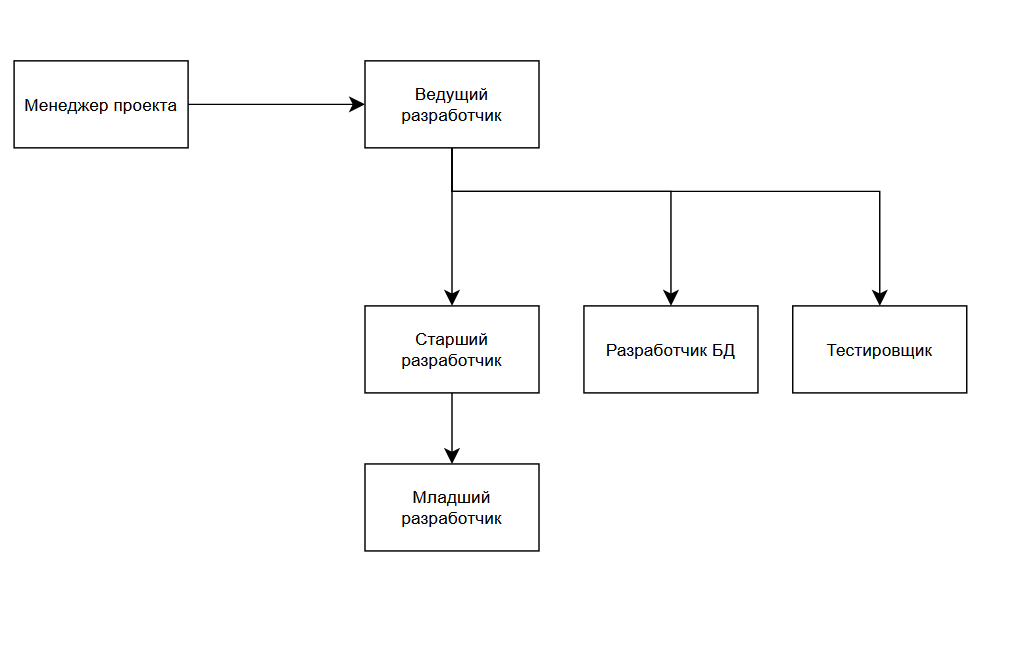 Менеджер проекта
Ведущий
разработчик
Старший
разработчик
Разработчик БД
Тестировщик
Младший
разработчик